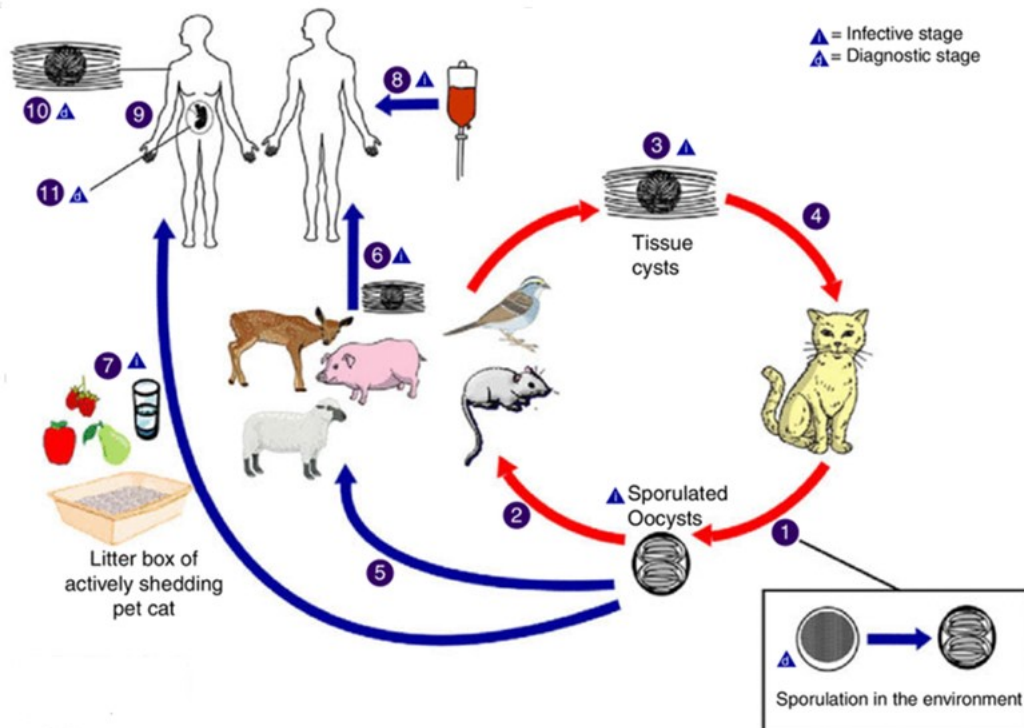 i = Infective stage
d = Diagnostic stage
8 i
10 d
9
3 i
11 d
4
6 i
Tissue
cysts
7 i
i Sporulated
Oocysts
2
1
5
Litter box of
actively shedding
pet cat
d
Sporulation in the environment